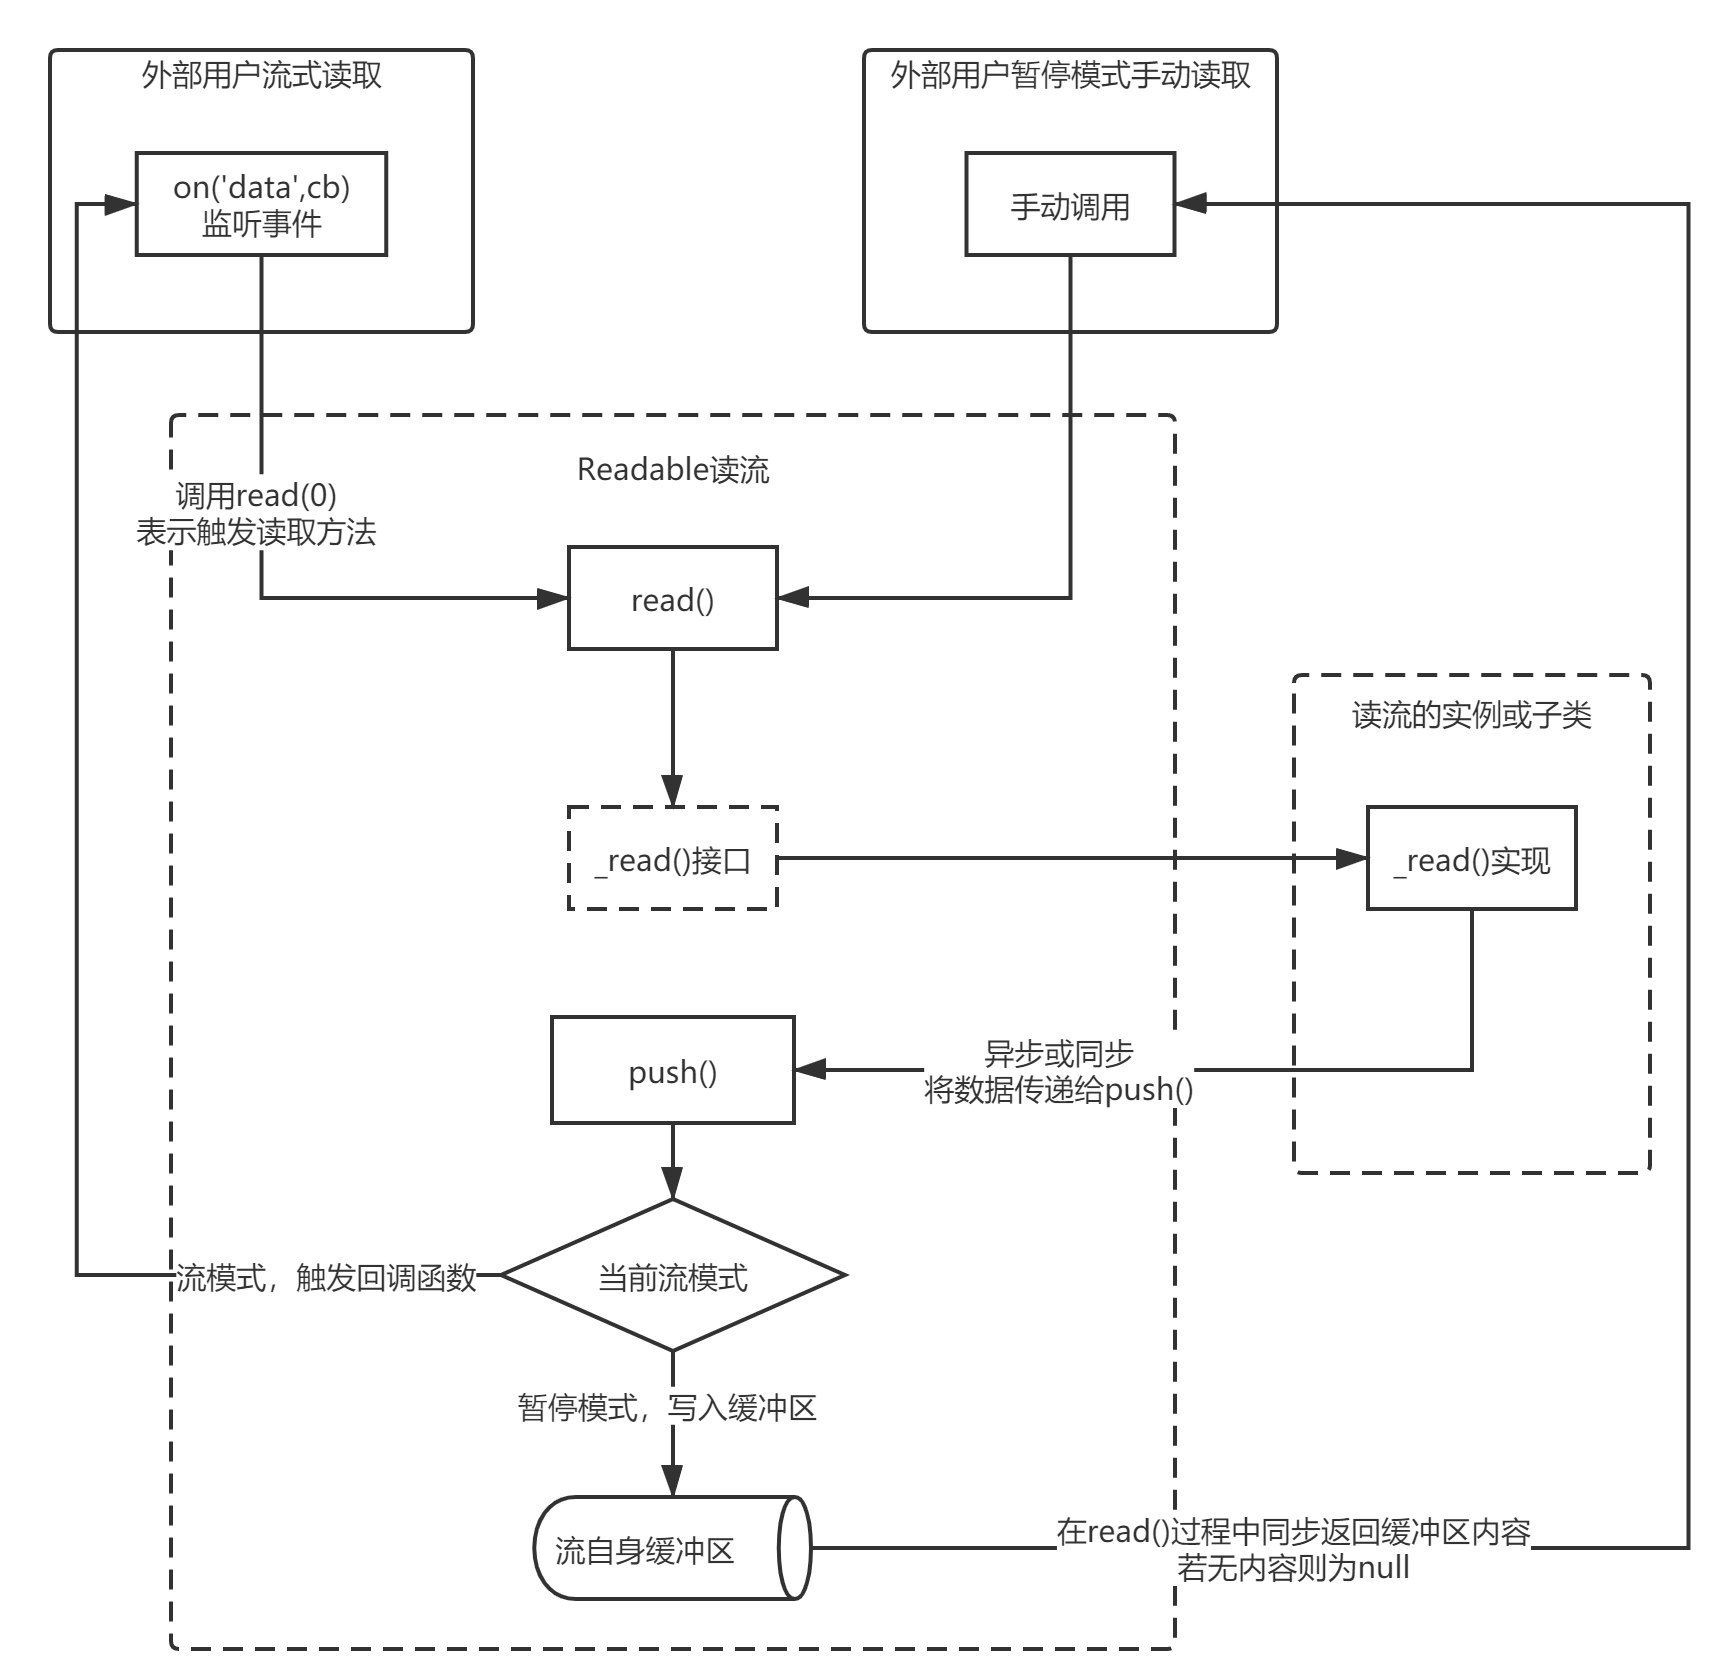 外部用户流式读取
外部用户暂停模式手动读取
on('data',cb)
监听事件
手动调用
Readable读流
调用read(0)
表示触发读取方法
read()
读流的实例或子类
_read()接口
_read()实现
异步或同步
将数据传递给push()
push()
流模式，触发回调函数
当前流模式
暂停模式，写入缓冲区
流自身缓冲区
在read()过程中同步返回缓冲区内容
若无内容则为null